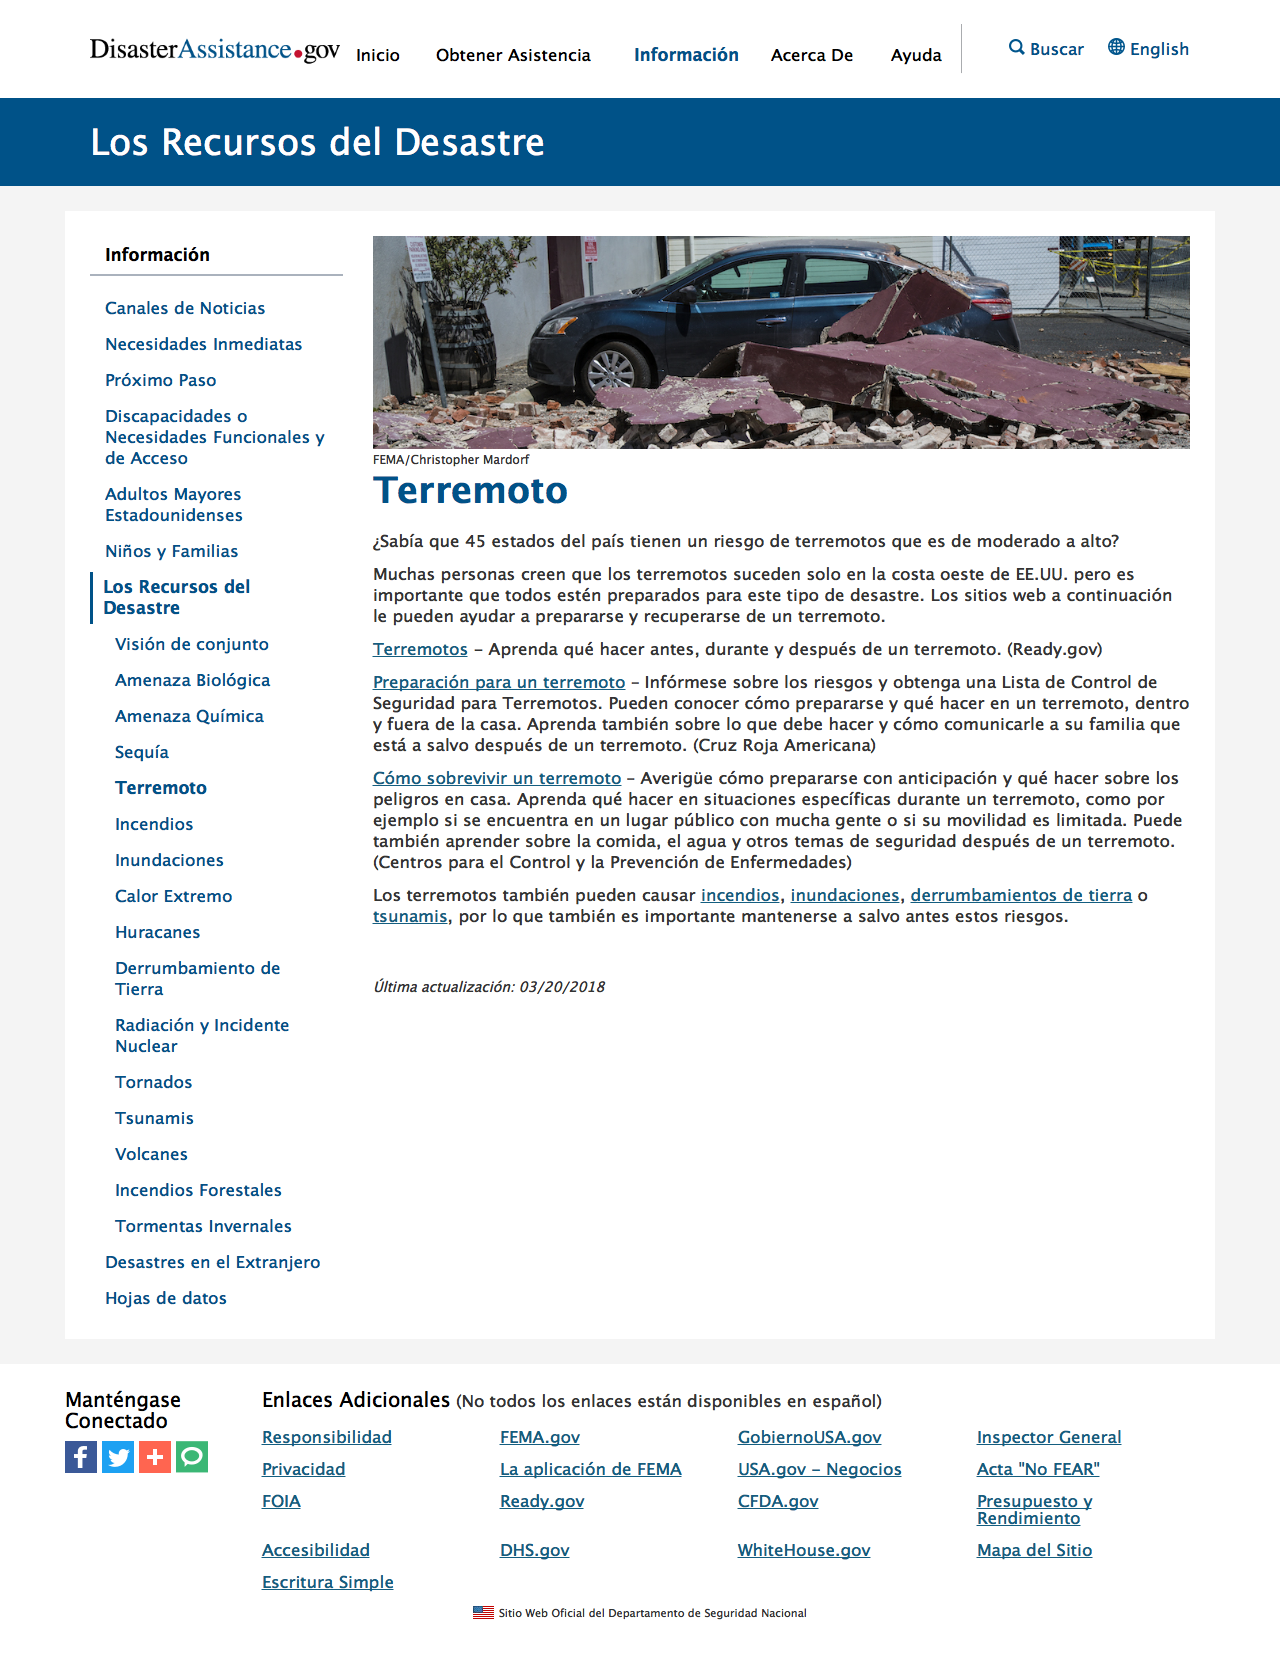 DisasterAssistance.gov
Inicio
Obtener Asistencia
Información
Acerca De
Ayuda
Buscar
English
Los Recursos del Desastre
Información
Canales de Noticias
Necesidades Inmediatas
Próximo Paso
Discapacidades o
Necesidades Funcionales y
de Acceso
Adultos Mayores
Estadounidenses
Niños y Familias
Los Recursos del
Desastre
Visión de conjunto
Amenaza Biológica
Amenaza Química
Sequía
Terremoto
Incendios
Inundaciones
Calor Extremo
Huracanes
Derrumbamiento de
Tierra
Radiación y Incidente
Nuclear
Tornados
Tsunamis
Volcanes
Incendios Forestales
Tormentas Invernales
Desastres en el Extranjero
Hojas de datos
FEMA/Christopher Mardorf
Terremoto
¿Sabía que 45 estados del país tienen un riesgo de terremotos que es de moderado a alto?
Muchas personas creen que los terremotos suceden solo en la costa oeste de EE.UU. pero es
importante que todos estén preparados para este tipo de desastre. Los sitios web a continuación
le pueden ayudar a prepararse y recuperarse de un terremoto.
Terremotos – Aprenda qué hacer antes, durante y después de un terremoto. (Ready.gov)
Preparación para un terremoto – Infórmese sobre los riesgos y obtenga una Lista de Control de
Seguridad para Terremotos. Pueden conocer cómo prepararse y qué hacer en un terremoto, dentro
y fuera de la casa. Aprenda también sobre lo que debe hacer y cómo comunicarle a su familia que
está a salvo después de un terremoto. (Cruz Roja Americana)
Cómo sobrevivir un terremoto – Averigüe cómo prepararse con anticipación y qué hacer sobre los
peligros en casa. Aprenda qué hacer en situaciones específicas durante un terremoto, como por
ejemplo si se encuentra en un lugar público con mucha gente o si su movilidad es limitada. Puede
también aprender sobre la comida, el agua y otros temas de seguridad después de un terremoto.
(Centros para el Control y la Prevención de Enfermedades)
Los terremotos también pueden causar incendios, inundaciones, derrumbamientos de tierra o
tsunamis, por lo que también es importante mantenerse a salvo antes estos riesgos.
Última actualización: 03/20/2018
Manténgase
Conectado
Enlaces Adicionales (No todos los enlaces están disponibles en español)
Responsibilidad
FEMA.gov
GobiernoUSA.gov
Inspector General
Privacidad
La aplicación de FEMA
USA.gov – Negocios
Acta "No FEAR"
FOIA
Ready.gov
CFDA.gov
Presupuesto y
Rendimiento
Accesibilidad
DHS.gov
WhiteHouse.gov
Mapa del Sitio
Escritura Simple
Sitio Web Oficial del Departamento de Seguridad Nacional